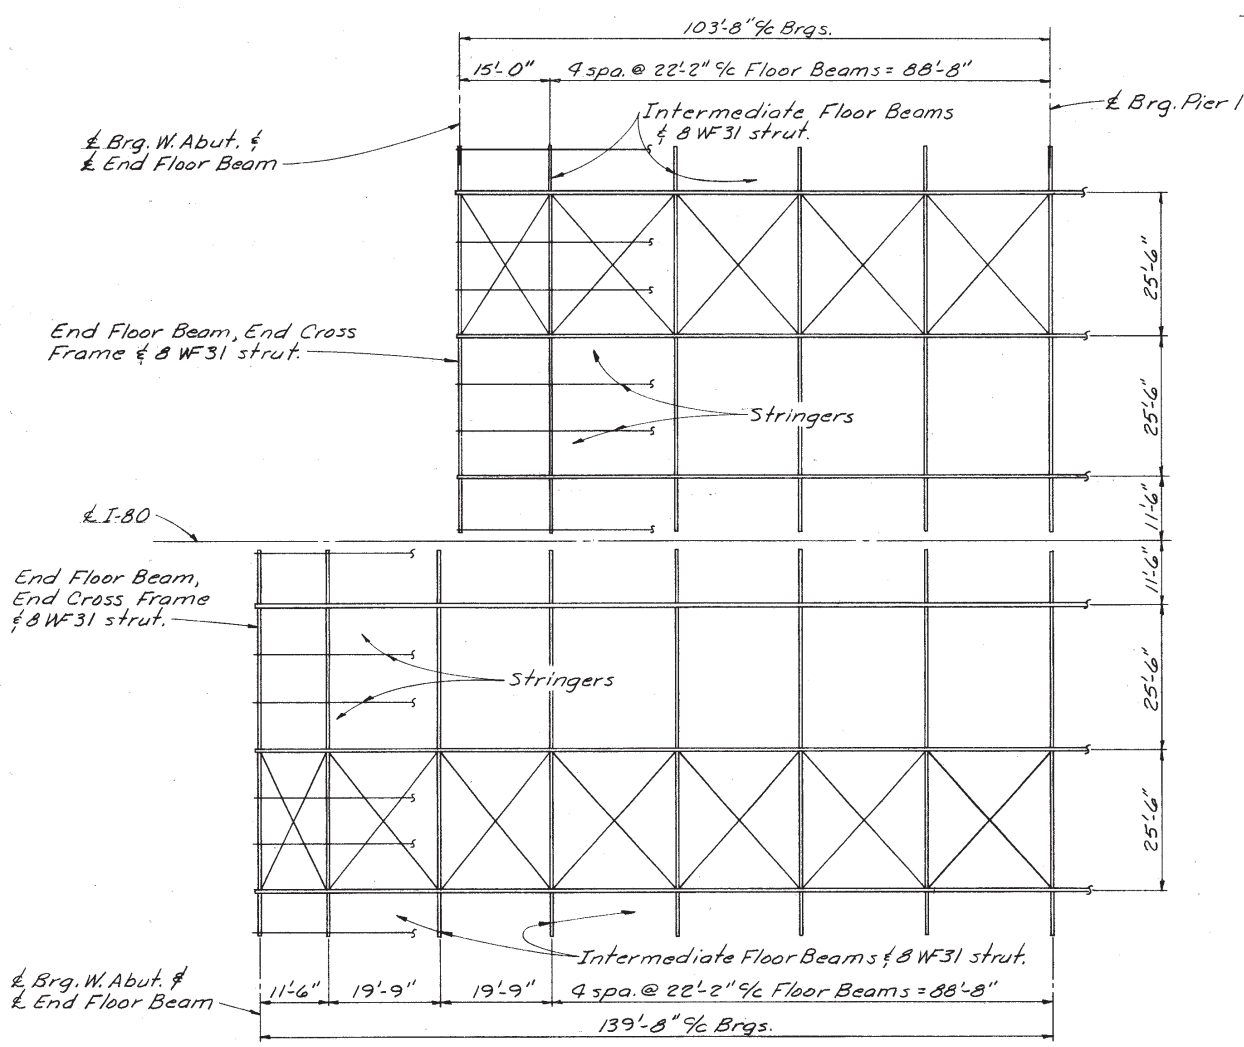 103'-8" ℄ Brgs.
15'-0" 4 spa. @ 22'-2" c/c Floor Beams = 88'-8"
℄ Brg. Pier 1
Intermediate Floor Beams
& 8 WF 31 strut.
℄ Brg. W. Abut. &
℄ End Floor Beam
25'-6"
End Floor Beam, End Cross
Frame & 8 WF 31 strut.
25'-6"
Stringers
11'-6"
℄ I-80
11'-6"
End Floor Beam,
End Cross Frame
& 8 WF 31 strut.
25'-6"
Stringers
25'-6"
Intermediate Floor Beams & 8 WF 31 strut.
℄ Brg. W. Abut. &
℄ End Floor Beam
11'-6" 19'-9" 19'-9" 4 spa. @ 22'-2" c/c Floor Beams = 88'-8"
139'-8" c/c Brgs.